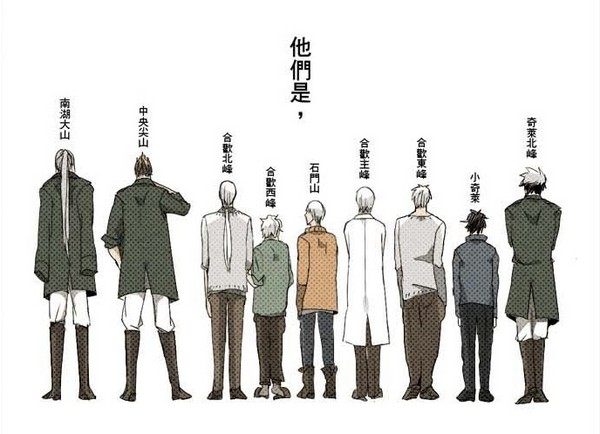 他們是，
南湖大山
中央尖山
合歡北峰
合歡西峰
石門山
合歡主峰
合歡東峰
小奇萊
奇萊北峰